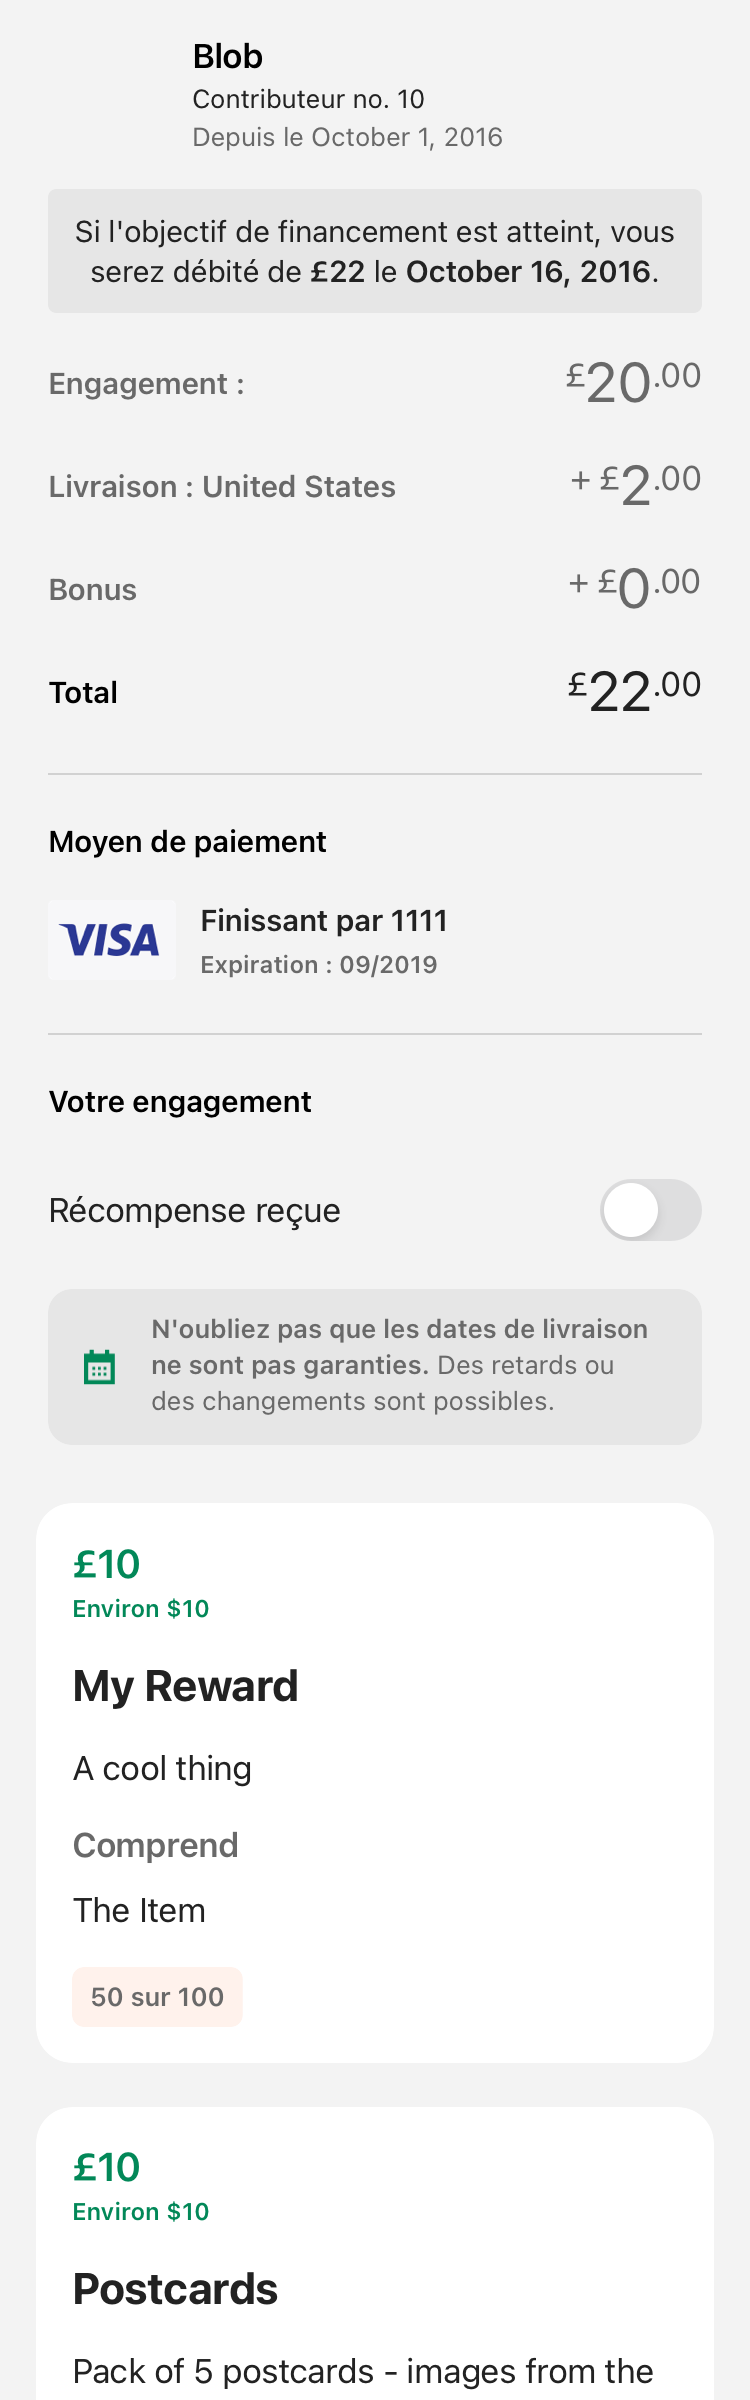 Blob
Contributeur no. 10
Depuis le October 1, 2016
Si l'objectif de financement est atteint, vous
serez débité de £22 le October 16, 2016.
Engagement : £20.00
Livraison : United States + £2.00
Bonus + £0.00
Total £22.00
Moyen de paiement
VISA
Finissant par 1111
Expiration : 09/2019
Votre engagement
Récompense reçue
N'oubliez pas que les dates de livraison
ne sont pas garanties. Des retards ou
des changements sont possibles.
£10
Environ $10
My Reward
A cool thing
Comprend
The Item
50 sur 100
£10
Environ $10
Postcards
Pack of 5 postcards - images from the